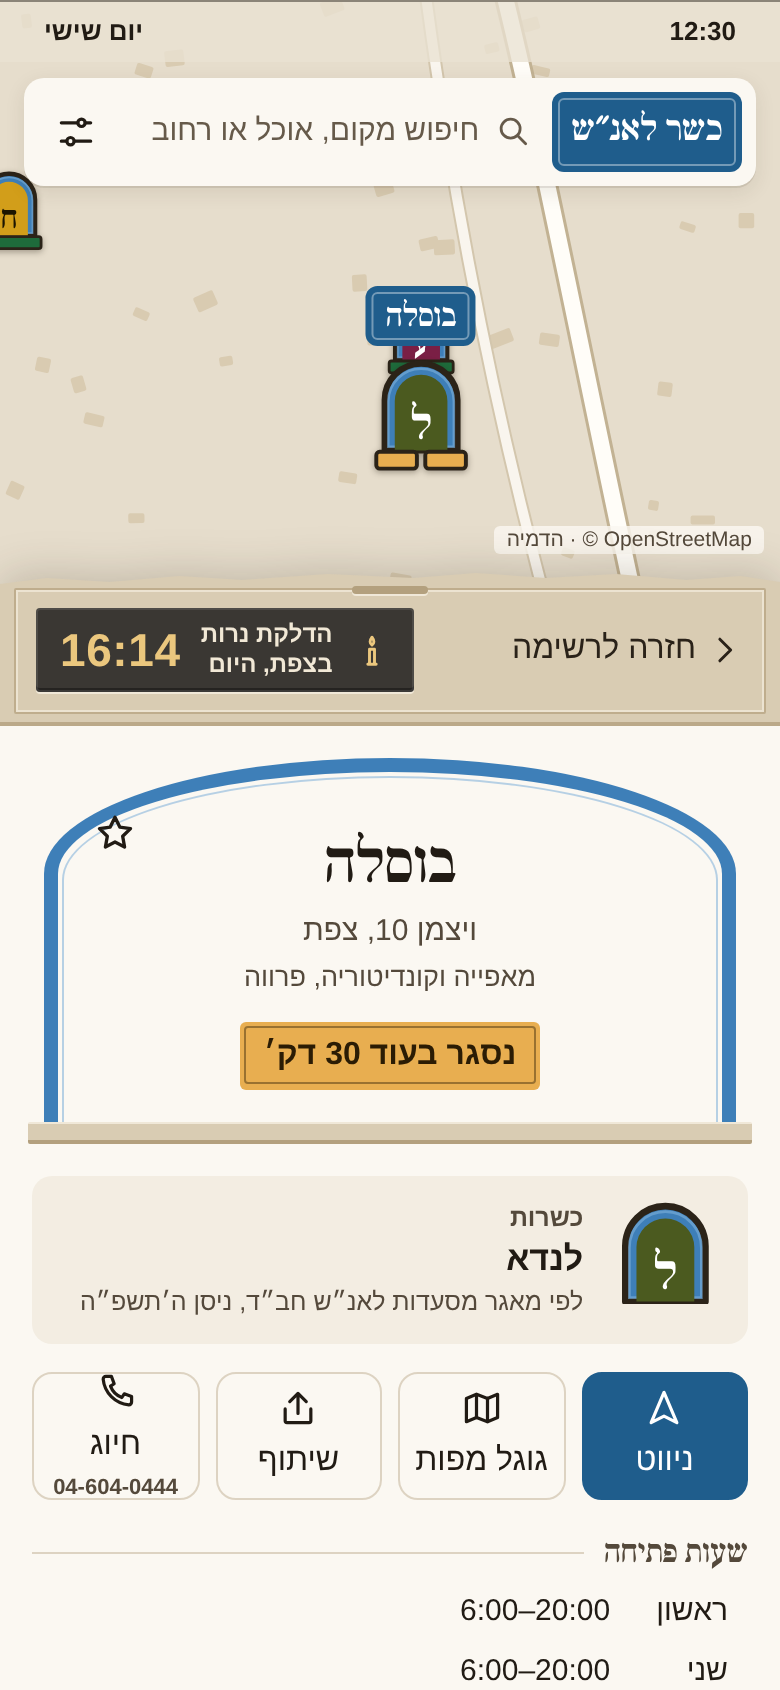 12:30
יום שישי
כשר לאנ״ש
חיפוש מקום, אוכל או רחוב
ח
בוסלה
ל
הדמיה · © OpenStreetMap
חזרה לרשימה
הדלקת נרות
בצפת, היום
16:14
בוסלה
ויצמן 10, צפת
מאפייה וקונדיטוריה, פרווה
נסגר בעוד 30 דק׳
ל
כשרות
לנדא
לפי מאגר מסעדות לאנ״ש חב״ד, ניסן ה׳תשפ״ה
ניווט
גוגל מפות
שיתוף
חיוג
04-604-0444
שעות פתיחה
ראשון 6:00–20:00
שני 6:00–20:00